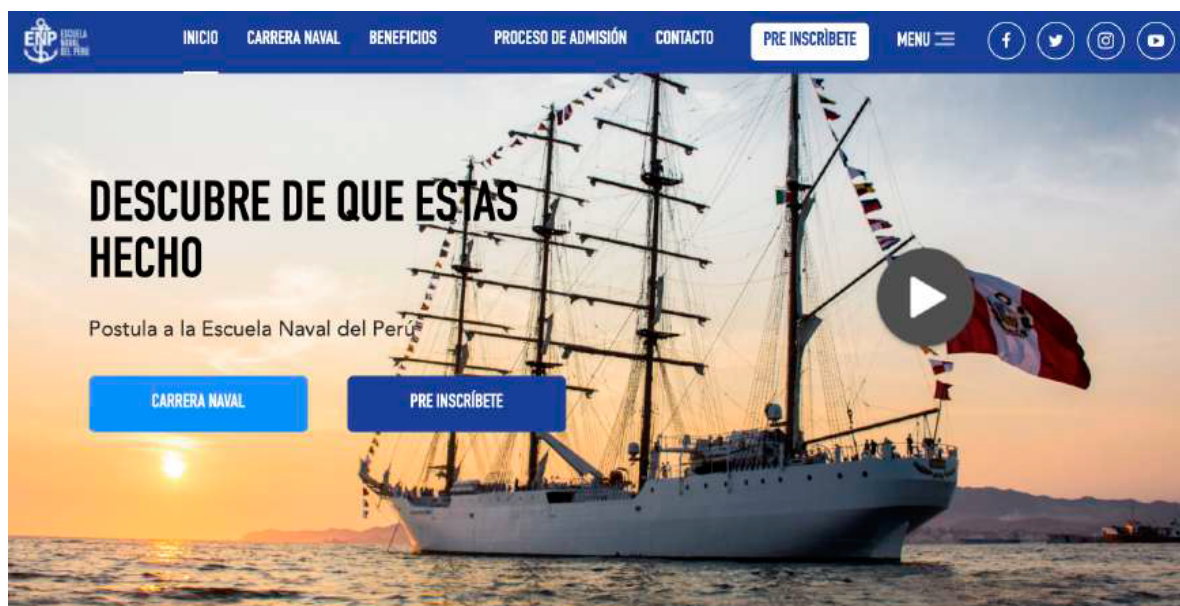 ENP ESCUELA
NAVAL
DEL PERÚ
INICIO
CARRERA NAVAL
BENEFICIOS
PROCESO DE ADMISIÓN
CONTACTO
PRE INSCRÌBETE
MENU
DESCUBRE DE QUE ESTAS
HECHO
Postula a la Escuela Naval del Perú
CARRERA NAVAL
PRE INSCRÍBETE